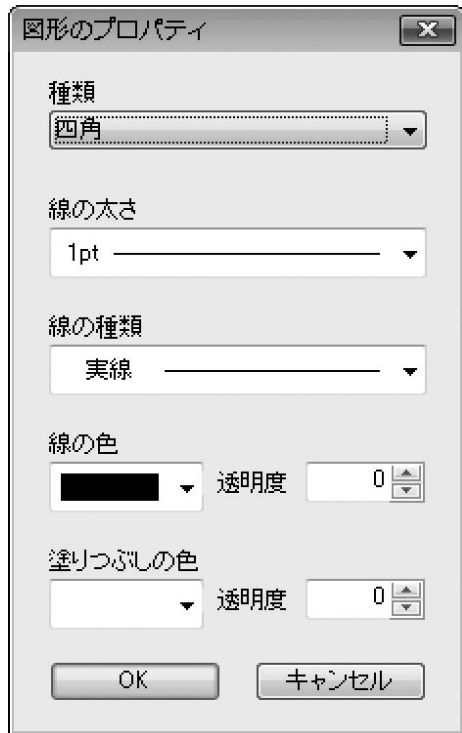 図形のプロパティ
種類
四角
線の太さ
1pt
線の種類
実線
線の色
透明度 0
塗りつぶしの色
透明度 0
OK キャンセル